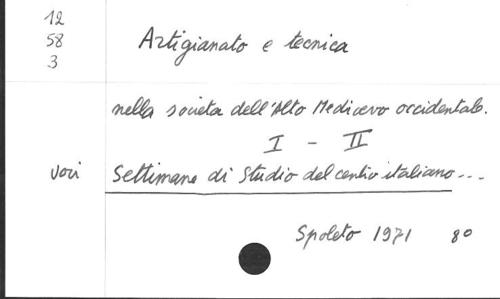 12
58
3
Artigianato e tecnica
nella società dell'Alto Medioevo occidentale.
I - II
voci Settimane di Studio del centro italiano...
Spoleto 1971 8°